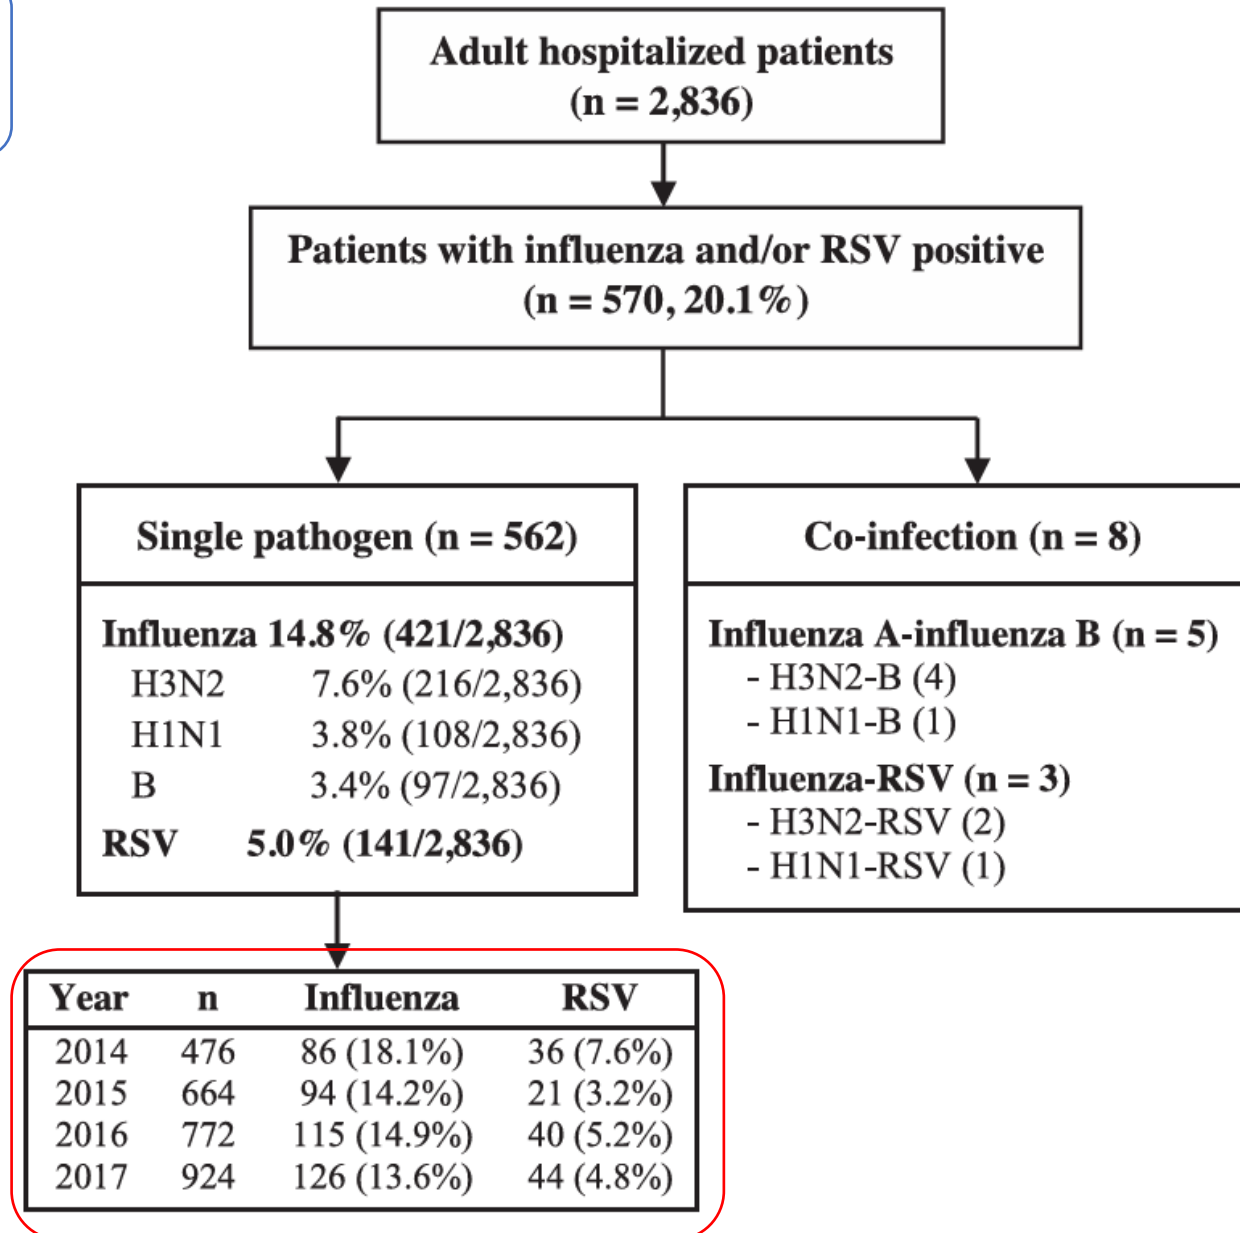 Adult hospitalized patients
(n = 2,836)
Patients with influenza and/or RSV positive
(n = 570, 20.1%)
Single pathogen (n = 562)
Influenza 14.8% (421/2,836)
H3N2 7.6% (216/2,836)
H1N1 3.8% (108/2,836)
B 3.4% (97/2,836)
RSV 5.0% (141/2,836)
Co-infection (n = 8)
Influenza A-influenza B (n = 5)
- H3N2-B (4)
- H1N1-B (1)
Influenza-RSV (n = 3)
- H3N2-RSV (2)
- H1N1-RSV (1)
Year n Influenza RSV
2014 476 86 (18.1%) 36 (7.6%)
2015 664 94 (14.2%) 21 (3.2%)
2016 772 115 (14.9%) 40 (5.2%)
2017 924 126 (13.6%) 44 (4.8%)